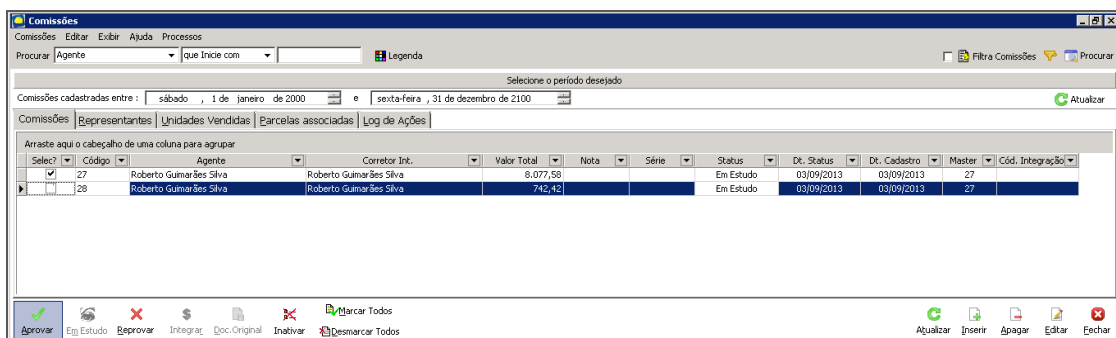 Comissões
Comissões Editar Exibir Ajuda Processos
Procurar Agente que Inicie com Legenda Filtra Comissões Procurar
Selecione o período desejado
Comissões cadastradas entre : sábado , 1 de janeiro de 2000 e sexta-feira , 31 de dezembro de 2100 Atualizar
Comissões Representantes Unidades Vendidas Parcelas associadas Log de Ações
Arraste aqui o cabeçalho de uma coluna para agrupar
Selec? Código Agente Corretor Int. Valor Total Nota Série Status Dt. Status Dt. Cadastro Master Cód. Integração
27 Roberto Guimarães Silva Roberto Guimarães Silva 8.077,58 Em Estudo 03/09/2013 03/09/2013 27
28 Roberto Guimarães Silva Roberto Guimarães Silva 742,42 Em Estudo 03/09/2013 03/09/2013 27
Marcar Todos
Aprovar Em Estudo Reprovar Integrar Doc.Original Inativar Desmarcar Todos Atualizar Inserir Apagar Editar Fechar